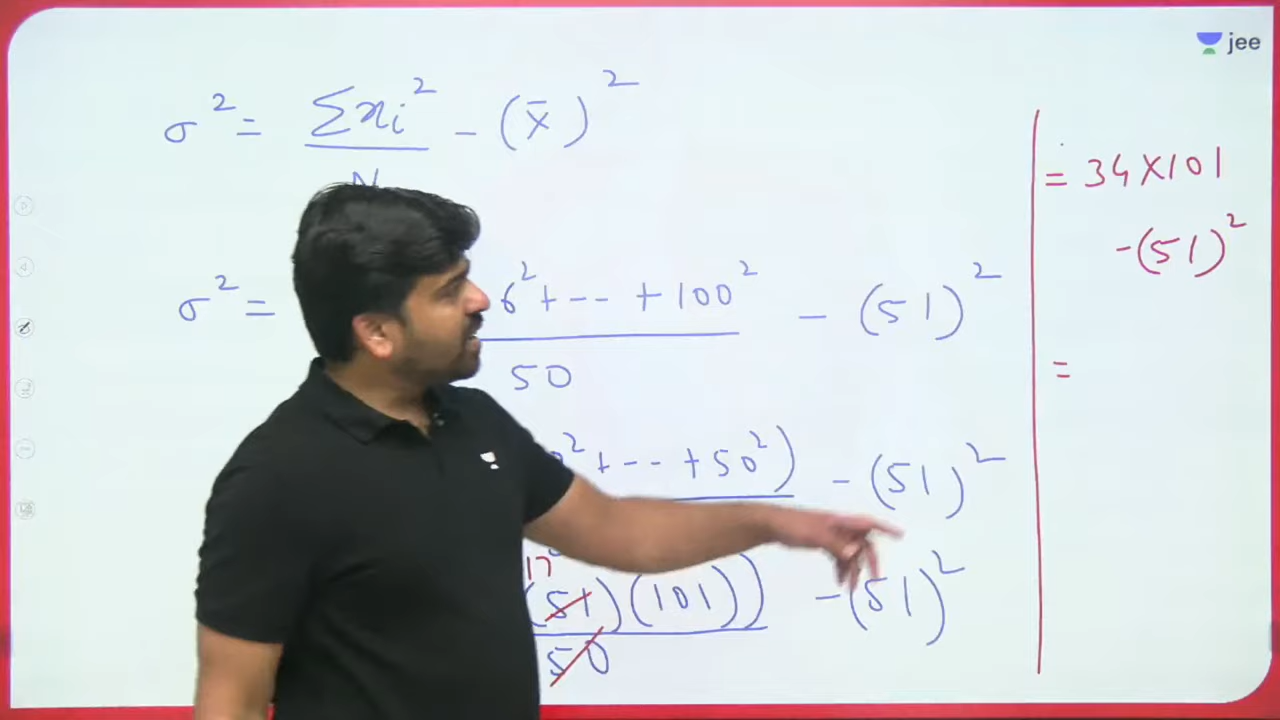 jee
σ² = Σxi² - (x̄)²
N
= 34×101
-(51)²
σ² = 6² + -- + 100² - (51)²
50
=
² + -- + 50²) - (51)²
17
(51)(101)) - (51)²
50